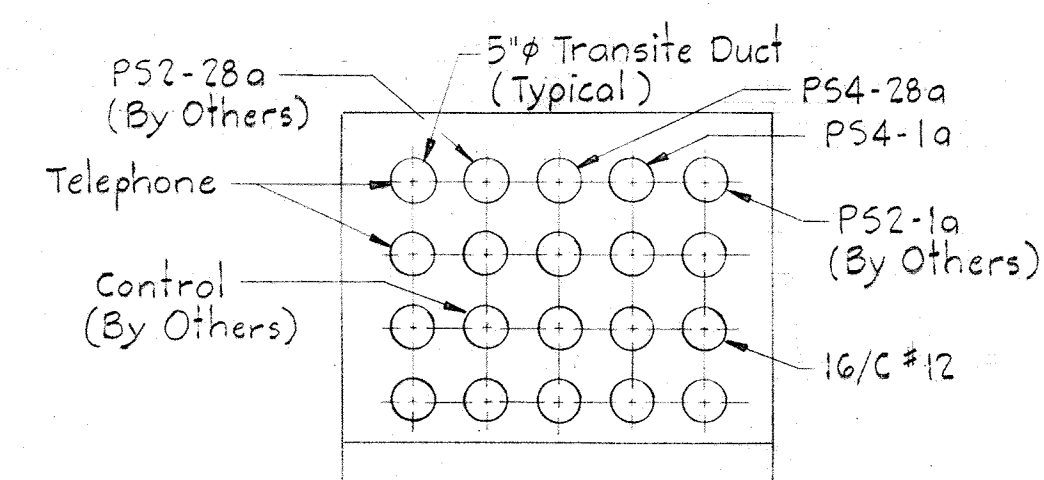 5"ø Transite Duct
(Typical)
PS2-28a
(By Others)
PS4-28a
PS4-1a
Telephone
PS2-1a
(By Others)
Control
(By Others)
16/C #12